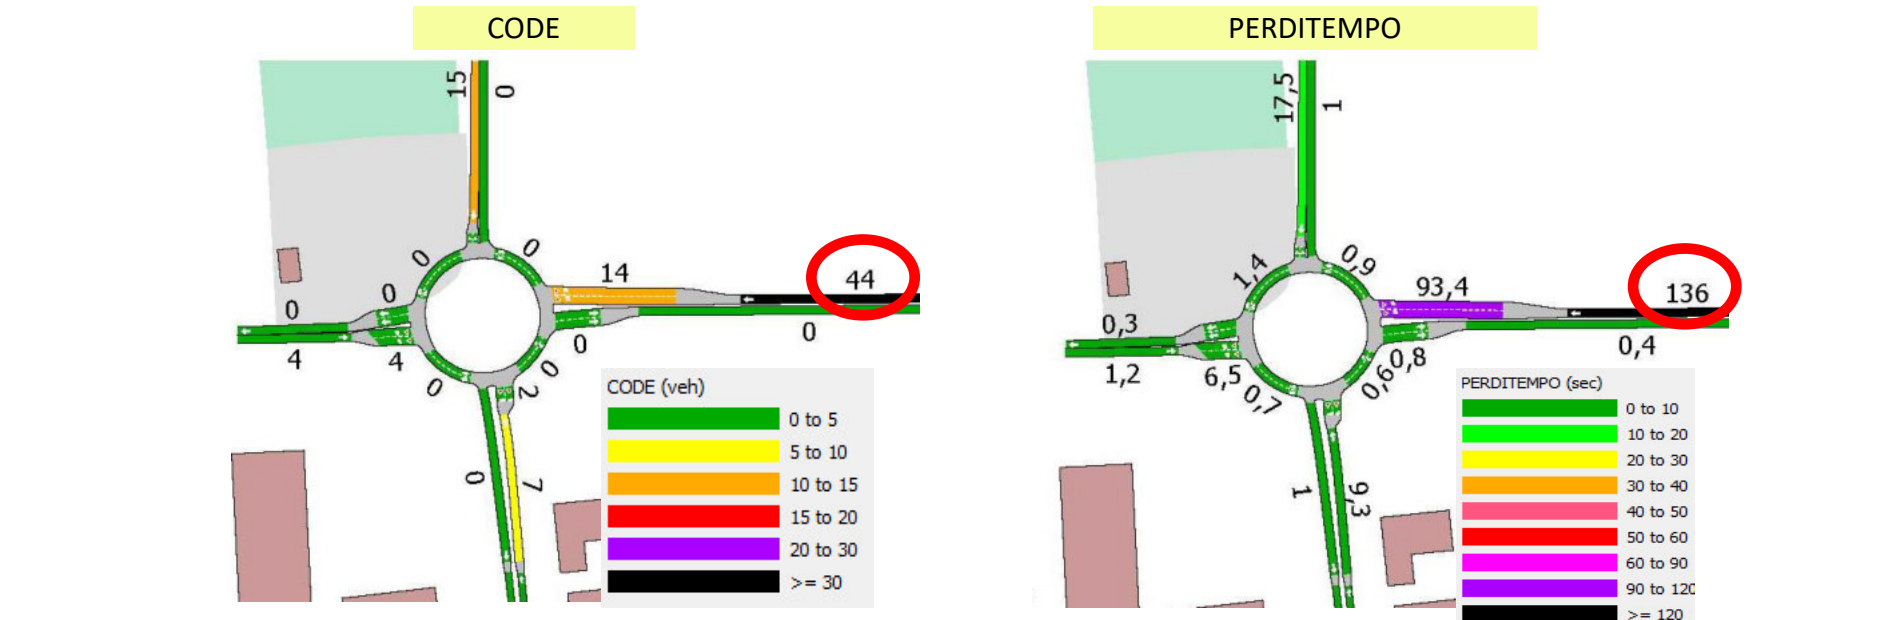 CODE
15
0
0
0
14
44
0
0
0
4
4
0
0
0
2
0
7
CODE (veh)
0 to 5
5 to 10
10 to 15
15 to 20
20 to 30
>= 30
PERDITEMPO
17,5
1
1,4
0,9
93,4
136
0,3
0,4
1,2
6,5
0,7
0,6
0,8
1
9,3
PERDITEMPO (sec)
0 to 10
10 to 20
20 to 30
30 to 40
40 to 50
50 to 60
60 to 90
90 to 120
>= 120